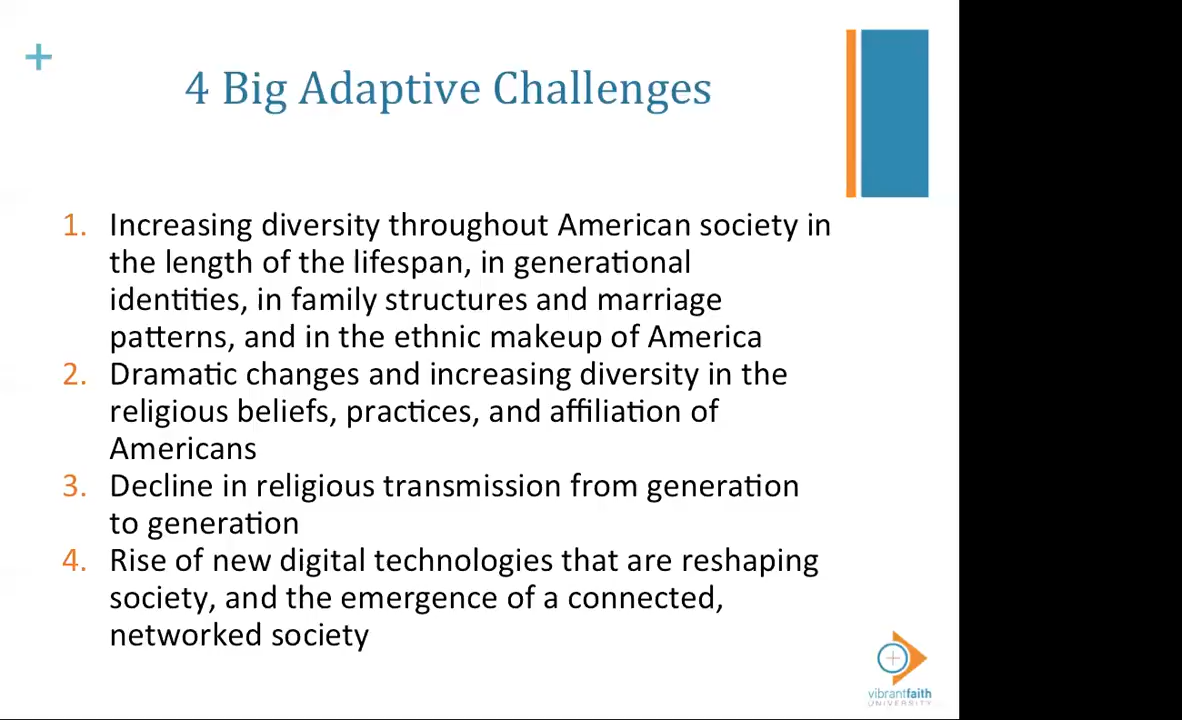 +
4 Big Adaptive Challenges
1. Increasing diversity throughout American society in
the length of the lifespan, in generational
identities, in family structures and marriage
patterns, and in the ethnic makeup of America
2. Dramatic changes and increasing diversity in the
religious beliefs, practices, and affiliation of
Americans
3. Decline in religious transmission from generation
to generation
4. Rise of new digital technologies that are reshaping
society, and the emergence of a connected,
networked society
vibrantfaith
UNIVERSITY